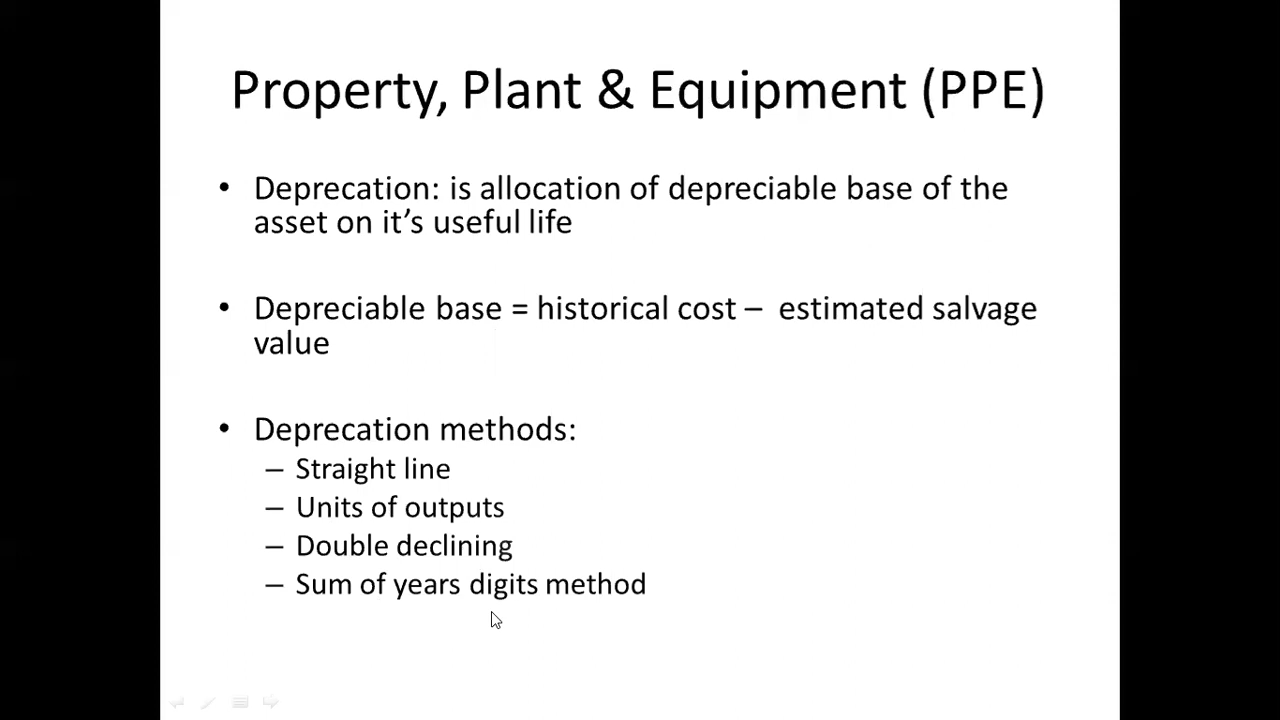 Property, Plant & Equipment (PPE)
• Deprecation: is allocation of depreciable base of the
asset on it’s useful life
• Depreciable base = historical cost – estimated salvage
value
• Deprecation methods:
– Straight line
– Units of outputs
– Double declining
– Sum of years digits method